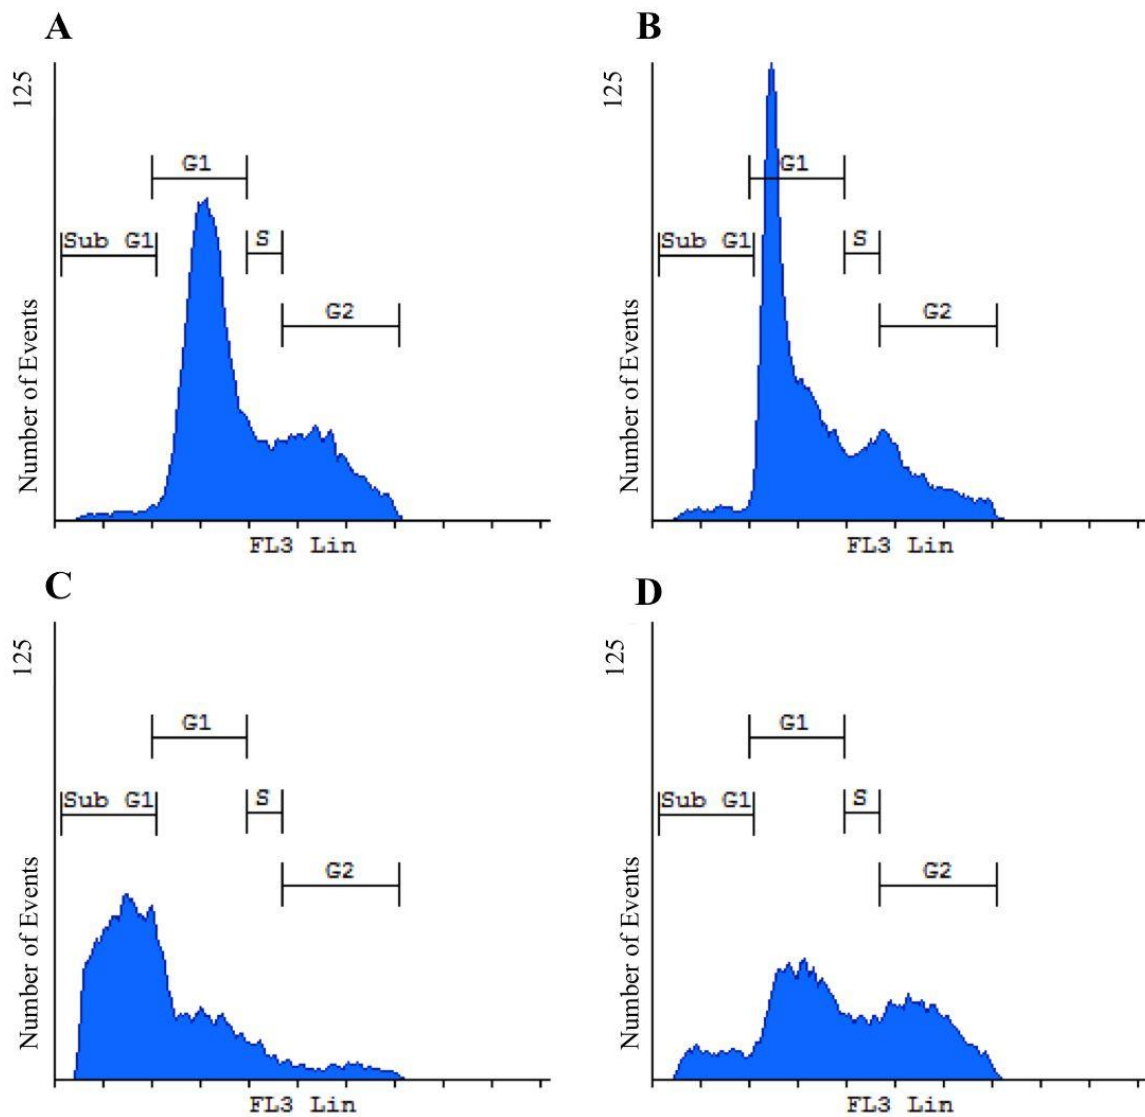 A
125
Number of Events
Sub G1
G1
S
G2
FL3 Lin
B
125
Number of Events
Sub G1
G1
S
G2
FL3 Lin
C
125
Number of Events
Sub G1
G1
S
G2
FL3 Lin
D
125
Number of Events
Sub G1
G1
S
G2
FL3 Lin